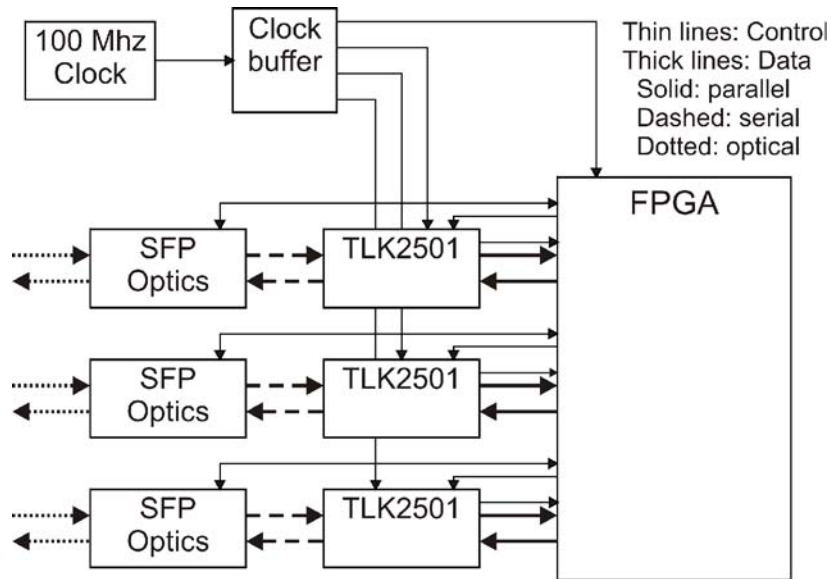 100 Mhz
Clock
Clock
buffer
Thin lines: Control
Thick lines: Data
Solid: parallel
Dashed: serial
Dotted: optical
FPGA
SFP
Optics
TLK2501
SFP
Optics
TLK2501
SFP
Optics
TLK2501